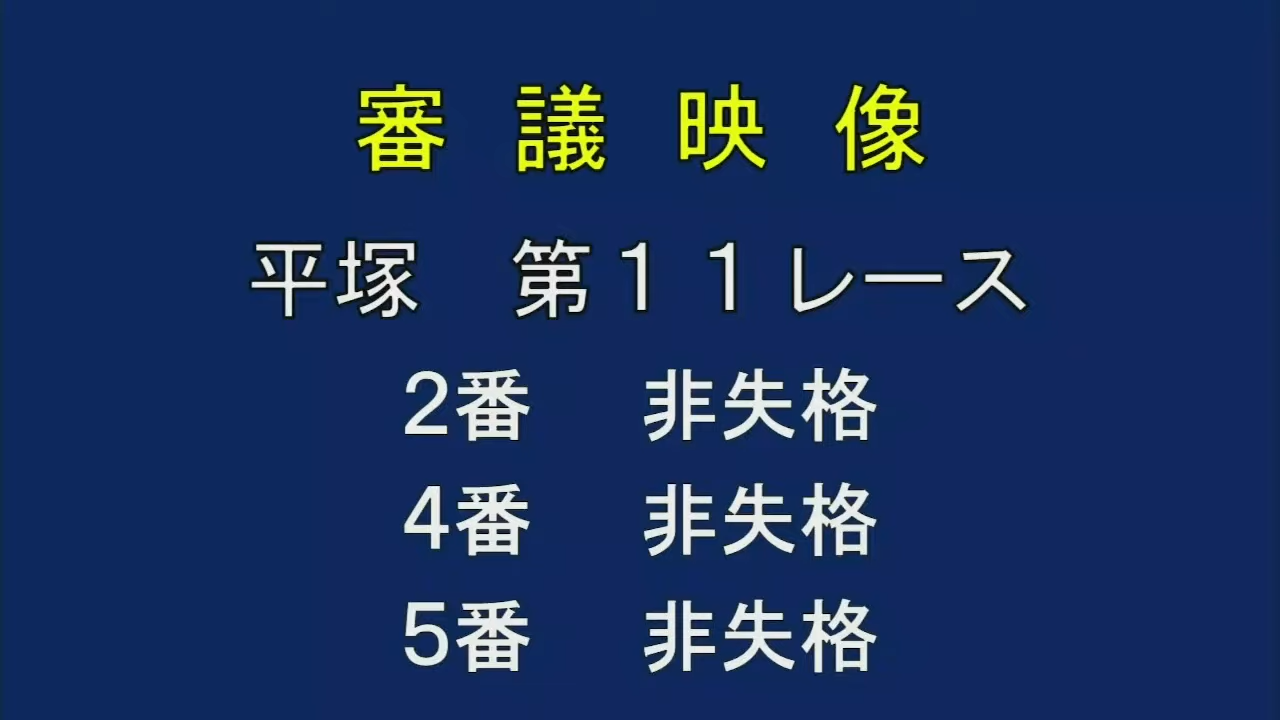 審議映像
平塚　第１１レース
2番　非失格
4番　非失格
5番　非失格